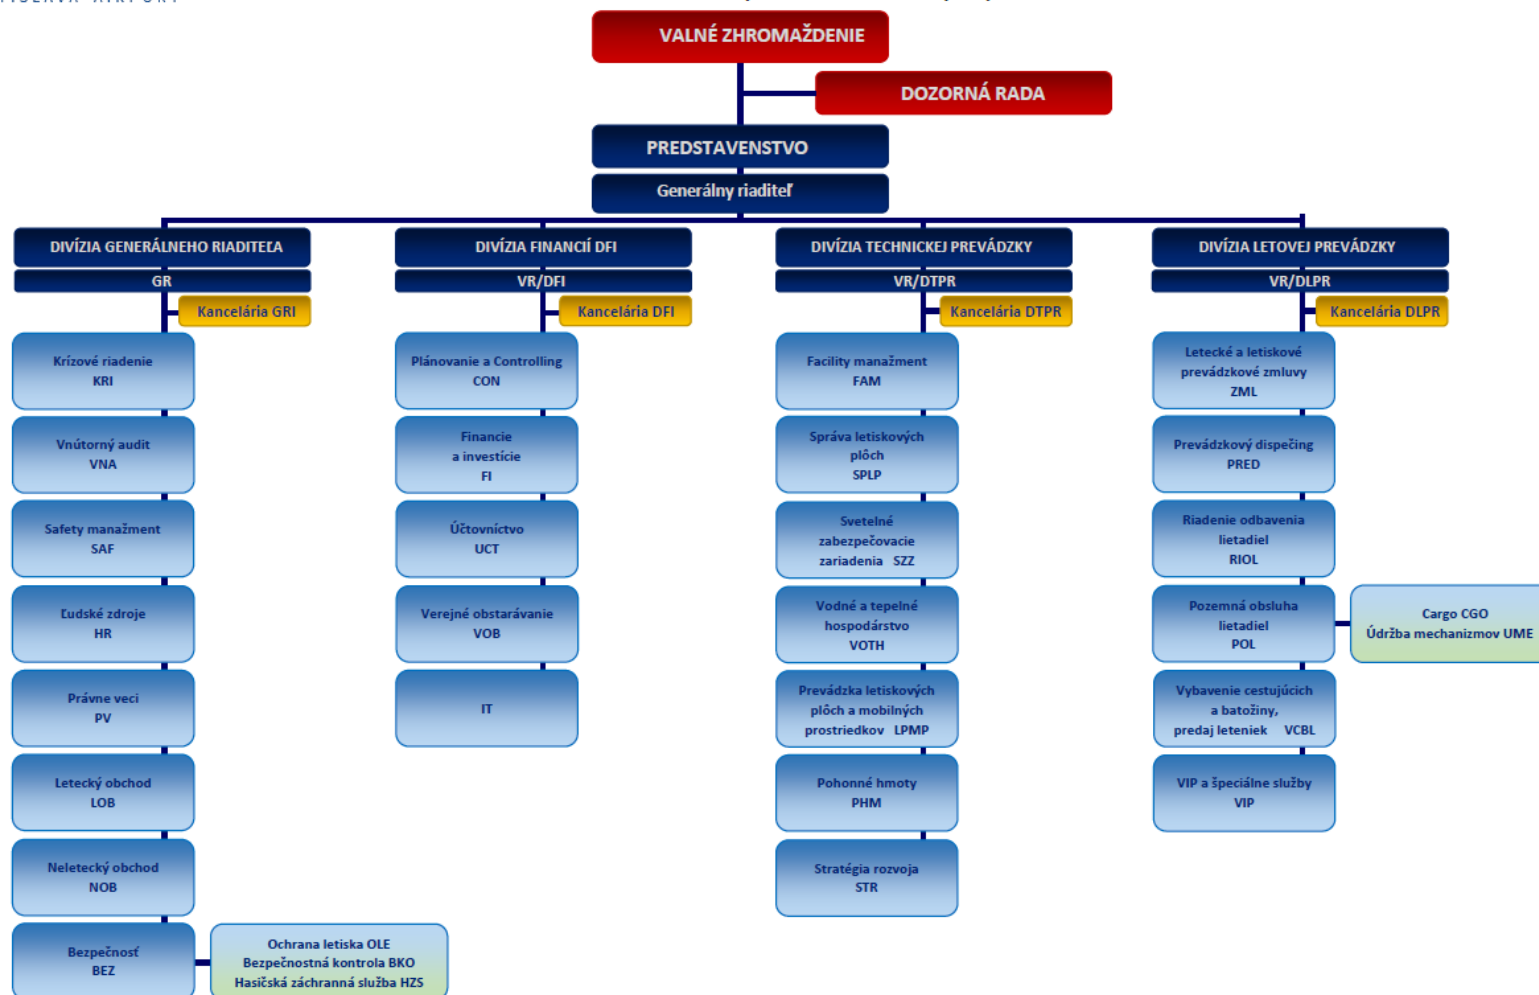 VALNÉ ZHROMAŽDENIE
DOZORNÁ RADA
PREDSTAVENSTVO
Generálny riaditeľ
DIVÍZIA GENERÁLNEHO RIADITEĽA
GR
Kancelária GRI
Krízové riadenie
KRI
Vnútorný audit
VNA
Safety manažment
SAF
Ľudské zdroje
HR
Právne veci
PV
Letecký obchod
LOB
Neletecký obchod
NOB
Bezpečnosť
BEZ
Ochrana letiska OLE
Bezpečnostná kontrola BKO
Hasičská záchranná služba HZS
DIVÍZIA FINANCIÍ DFI
VR/DFI
Kancelária DFI
Plánovanie a Controlling
CON
Financie
a investície
FI
Účtovníctvo
UCT
Verejné obstarávanie
VOB
IT
DIVÍZIA TECHNICKEJ PREVÁDZKY
VR/DTPR
Kancelária DTPR
Facility manažment
FAM
Správa letiskových
plôch
SPLP
Svetelné
zabezpečovacie
zariadenia SZZ
Vodné a tepelné
hospodárstvo
VOTH
Prevádzka letiskových
plôch a mobilných
prostriedkov LPMP
Pohonné hmoty
PHM
Stratégia rozvoja
STR
DIVÍZIA LETOVEJ PREVÁDZKY
VR/DLPR
Kancelária DLPR
Letecké a letiskové
prevádzkové zmluvy
ZML
Prevádzkový dispečing
PRED
Riadenie odbavenia
lietadiel
RIOL
Pozemná obsluha
lietadiel
POL
Cargo CGO
Údržba mechanizmov UME
Vybavenie cestujúcich
a batožiny,
predaj leteniek VCBL
VIP a špeciálne služby
VIP